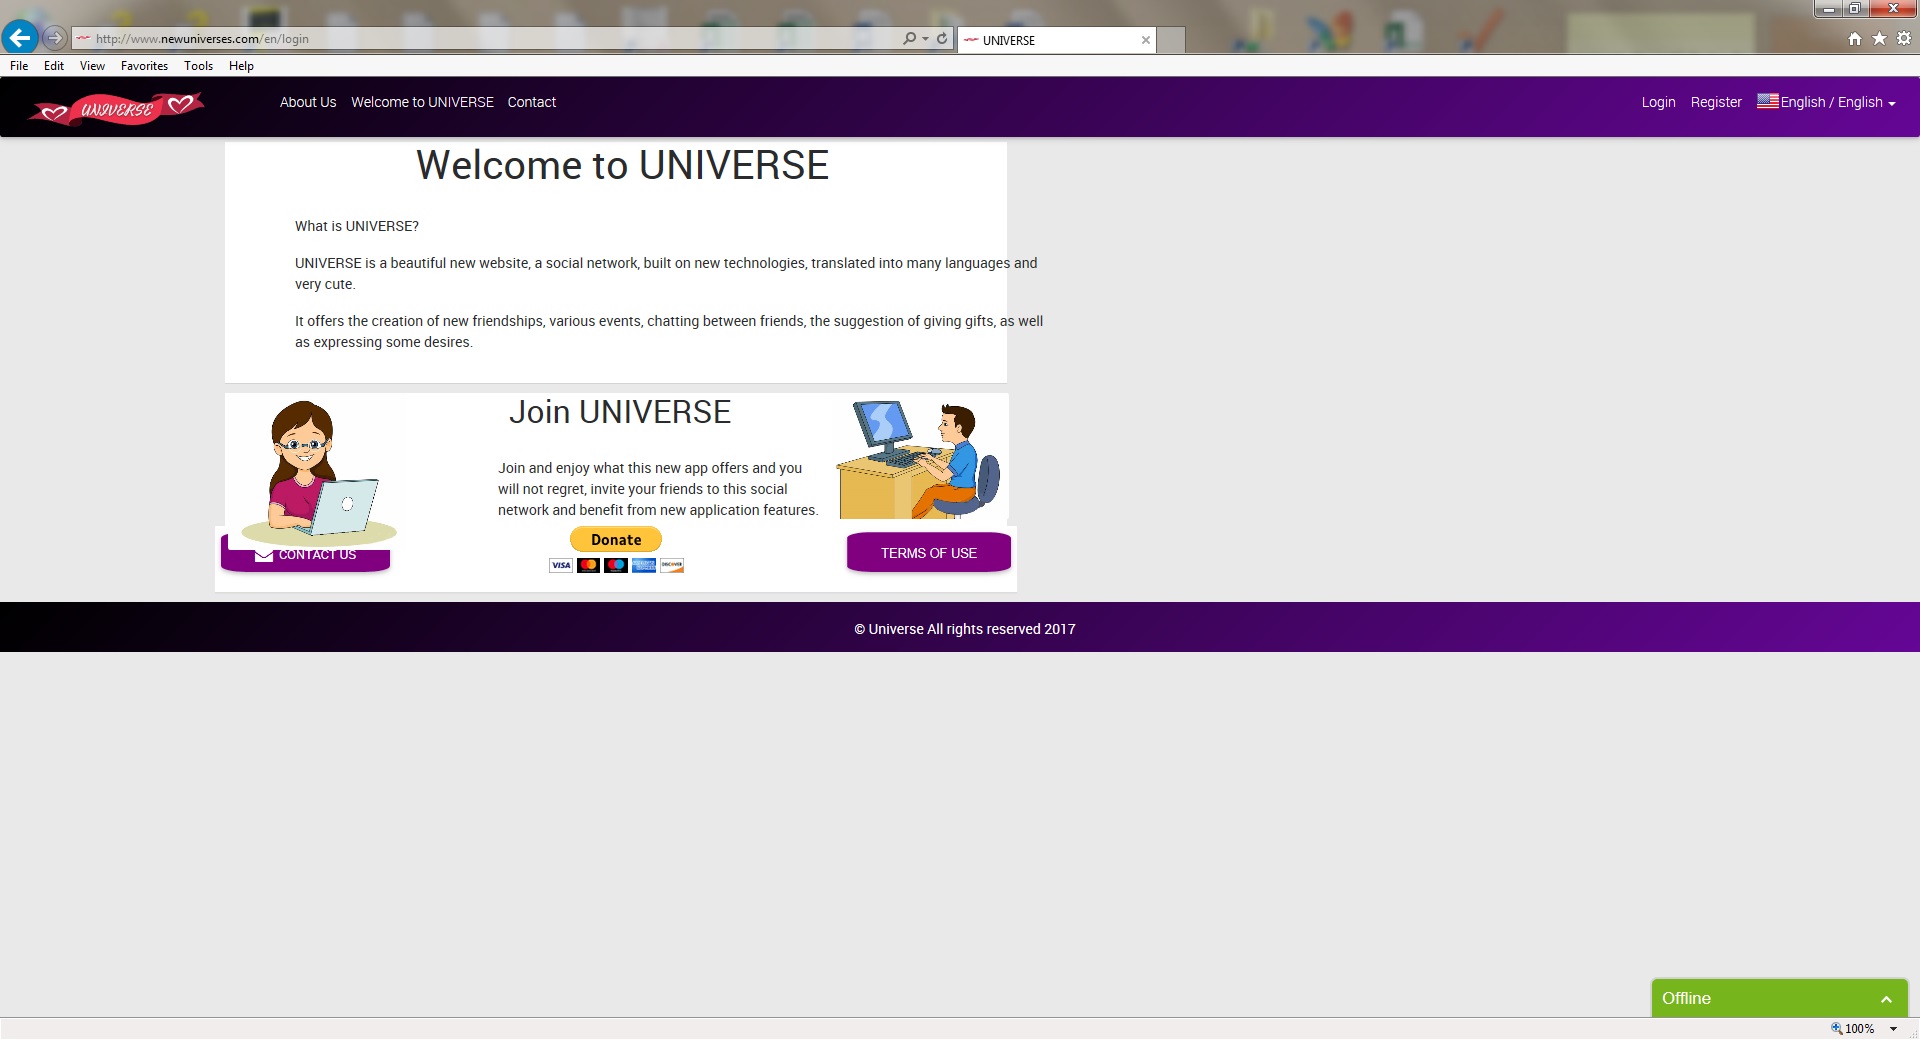 http://www.newuniverses.com/en/login
UNIVERSE
File Edit View Favorites Tools Help
UNIVERSE
About Us Welcome to UNIVERSE Contact
Login Register English / English
Welcome to UNIVERSE
What is UNIVERSE?
UNIVERSE is a beautiful new website, a social network, built on new technologies, translated into many languages and
very cute.
It offers the creation of new friendships, various events, chatting between friends, the suggestion of giving gifts, as well
as expressing some desires.
Join UNIVERSE
Join and enjoy what this new app offers and you
will not regret, invite your friends to this social
network and benefit from new application features.
CONTACT US
Donate
VISA
DISCOVER
TERMS OF USE
© Universe All rights reserved 2017
Offline
100%